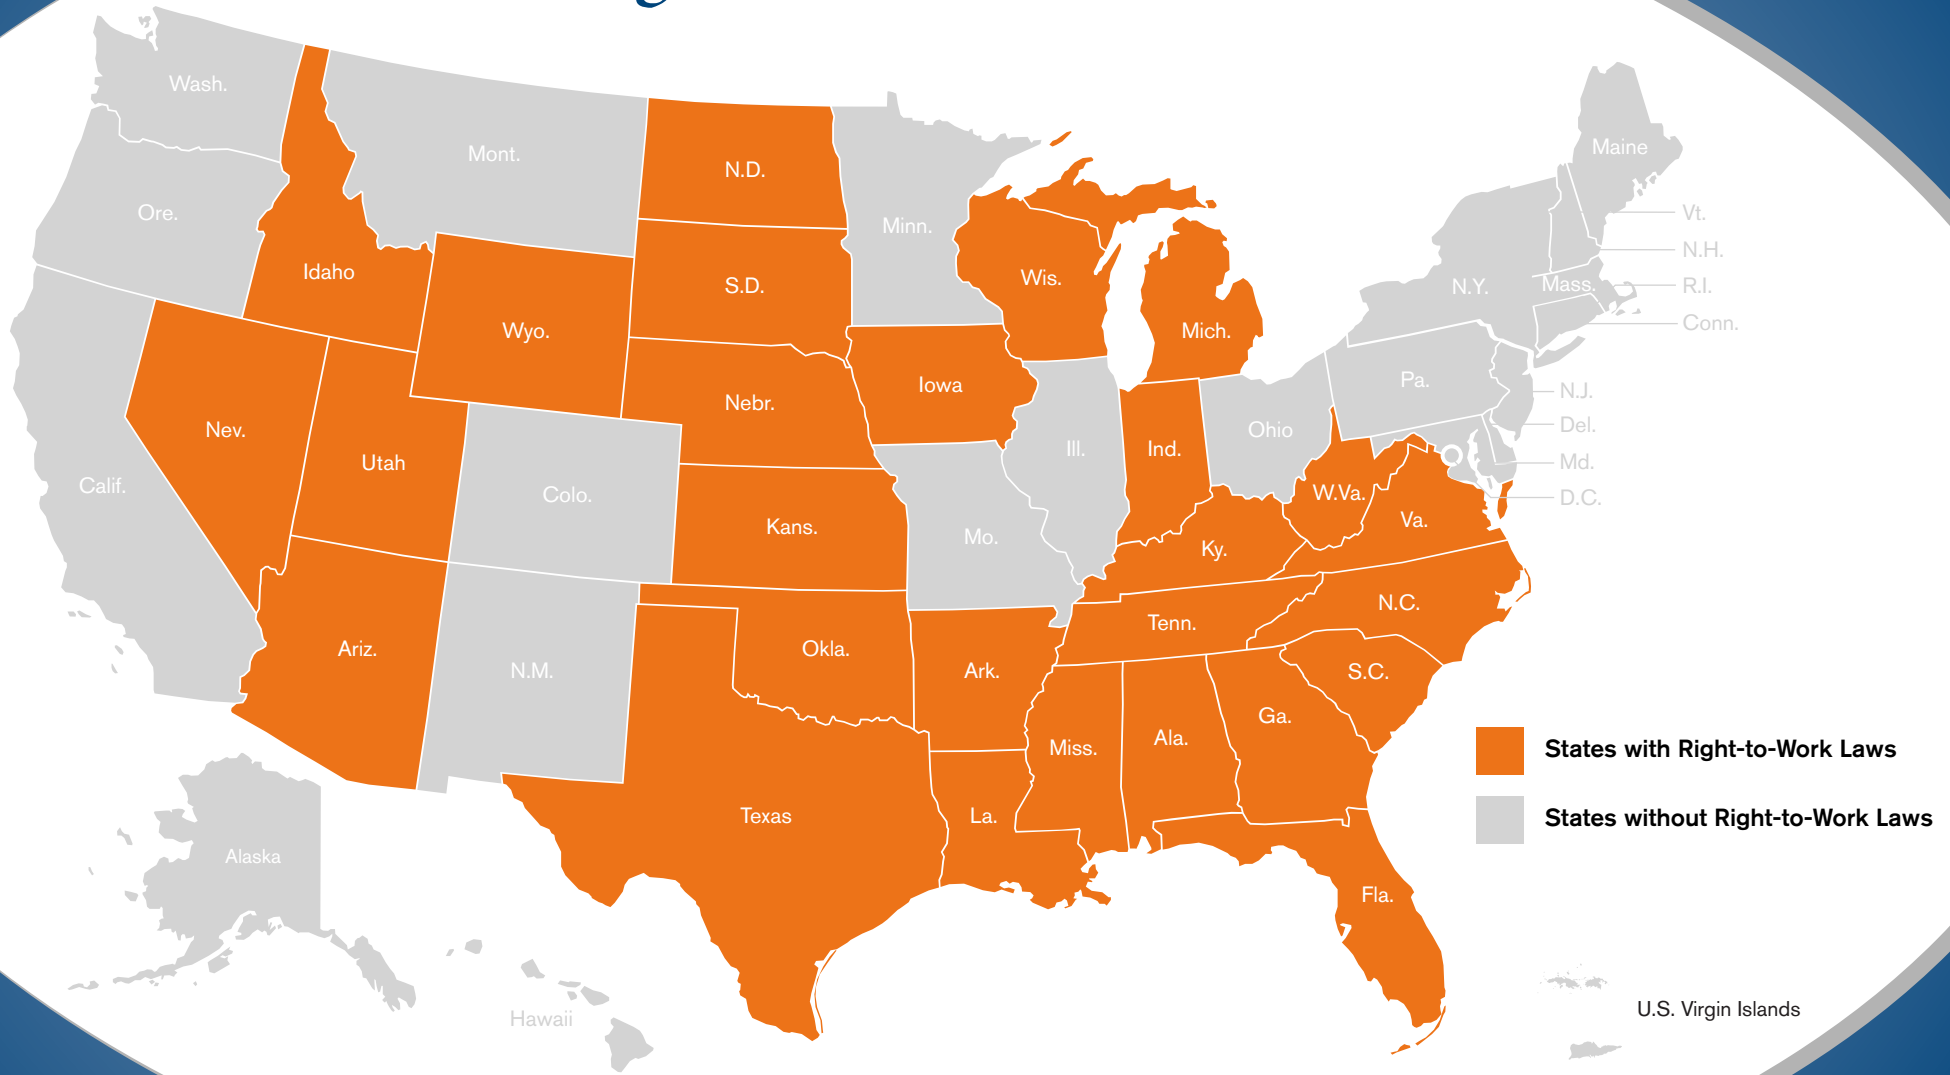 Wash.
Maine
Mont.
N.D.
Vt.
Ore.
Minn.
N.H.
Idaho
Wis.
S.D.
Mass.
R.I.
N.Y.
Conn.
Wyo.
Mich.
Pa.
Iowa
N.J.
Nebr.
Del.
Nev.
Ohio
Ill.
Ind.
Utah
Md.
Calif.
Colo.
W.Va.
D.C.
Va.
Kans.
Mo.
Ky.
N.C.
Tenn.
Ariz.
Okla.
N.M.
Ark.
S.C.
Ga.
Ala.
Miss.
States with Right-to-Work Laws
Texas
La.
States without Right-to-Work Laws
Alaska
Fla.
U.S. Virgin Islands
Hawaii